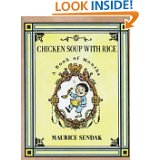 LOOK INSIDE!
CHICKEN SOUP WITH RICE
A Book of Months
MAURICE SENDAK